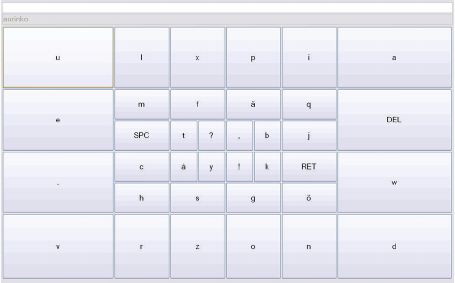 aurinko
u l x p i a
e m f ä q DEL
SPC t ? , b j
- c å y ! k RET w
h s g ö
v r z o n d